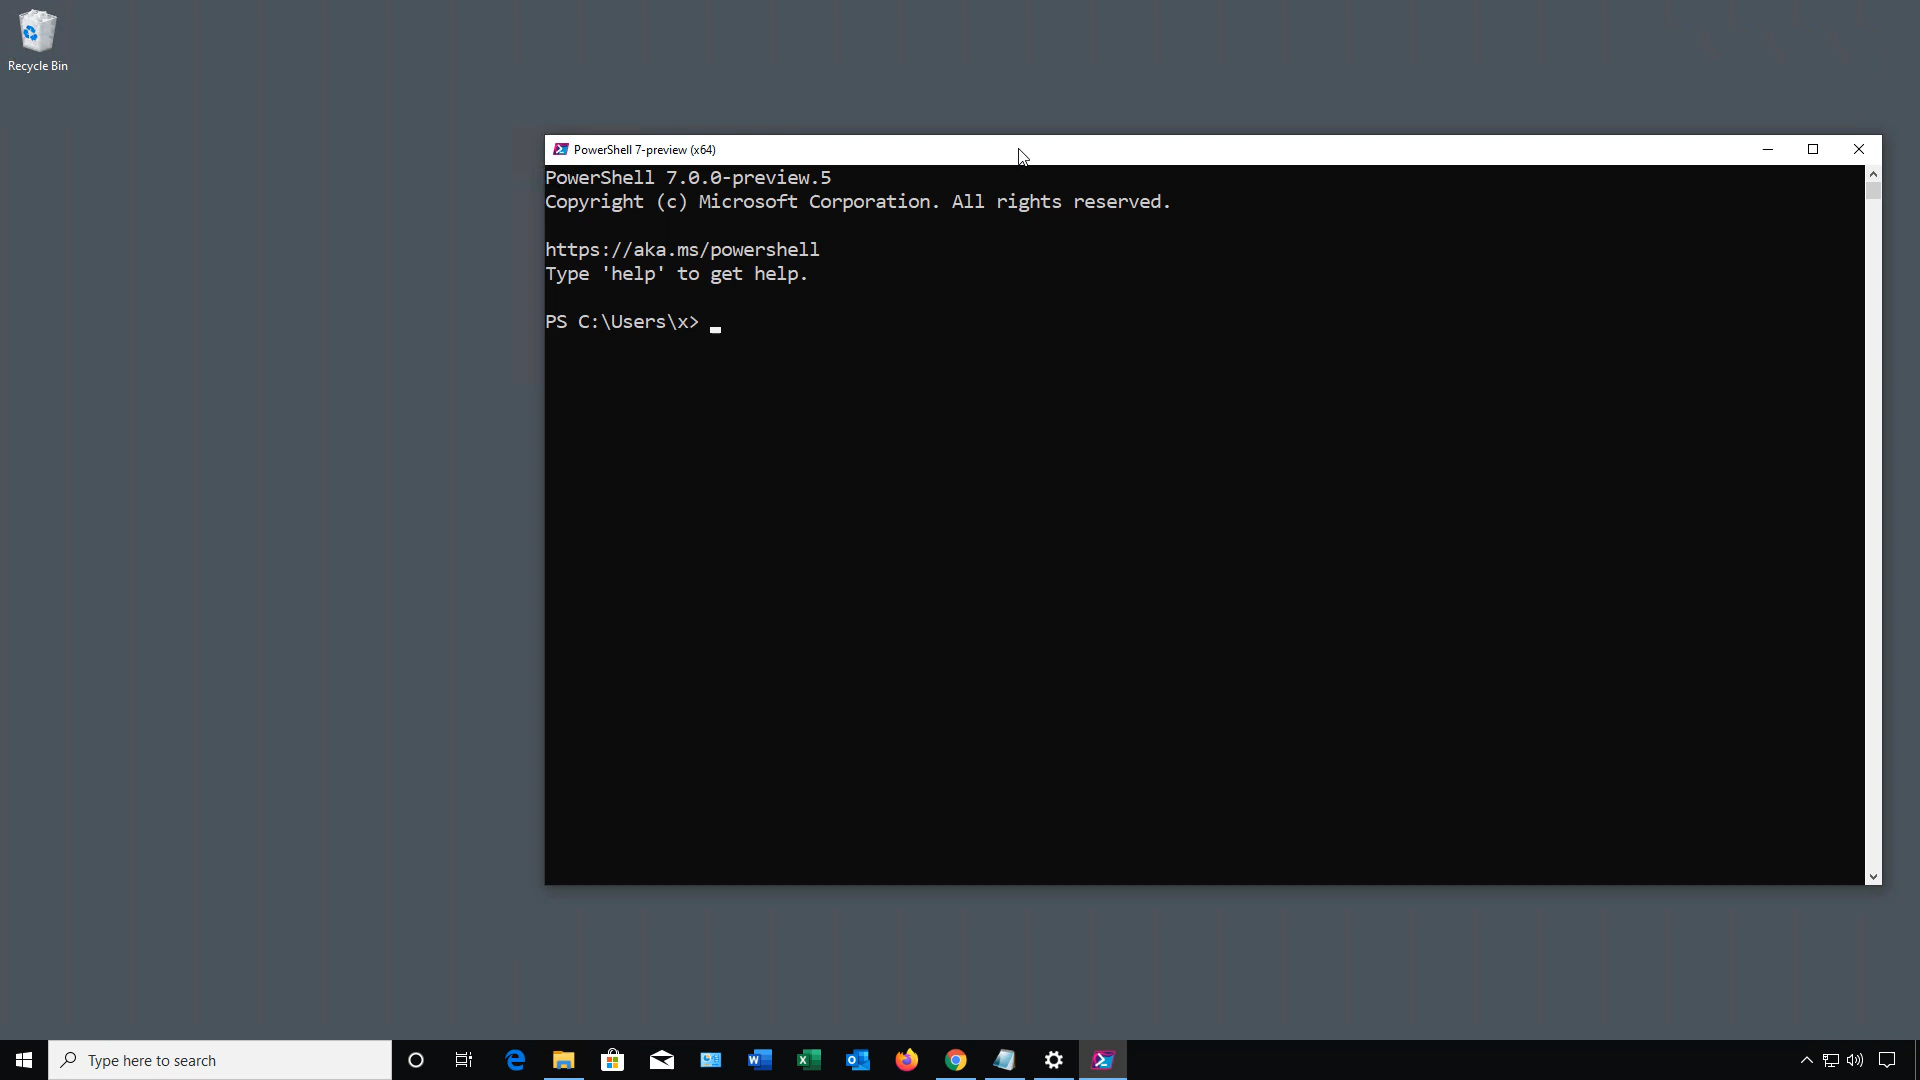 Recycle Bin
PowerShell 7-preview (x64)
PowerShell 7.0.0-preview.5
Copyright (c) Microsoft Corporation. All rights reserved.
https://aka.ms/powershell
Type 'help' to get help.
PS C:\Users\x>
Type here to search